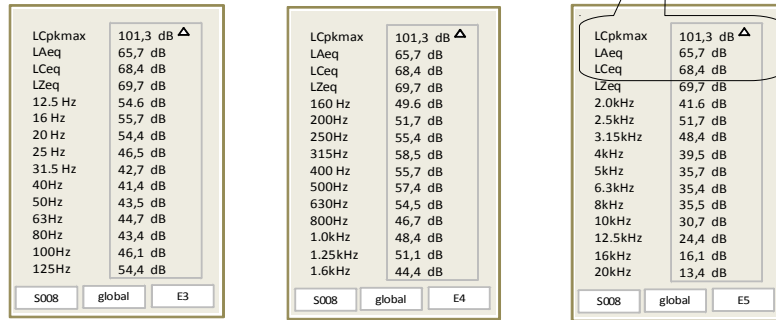 LCpkmax 101,3 dB
LAeq 65,7 dB
LCeq 68,4 dB
LZeq 69,7 dB
12.5 Hz 54.6 dB
16 Hz 55,7 dB
20 Hz 54,4 dB
25 Hz 46,5 dB
31.5 Hz 42,7 dB
40Hz 41,4 dB
50Hz 43,5 dB
63Hz 44,7 dB
80Hz 43,4 dB
100Hz 46,1 dB
125Hz 54,4 dB
S008 global E3
LCpkmax 101,3 dB
LAeq 65,7 dB
LCeq 68,4 dB
LZeq 69,7 dB
160 Hz 49.6 dB
200Hz 51,7 dB
250Hz 55,4 dB
315Hz 58,5 dB
400 Hz 55,7 dB
500Hz 57,4 dB
630Hz 54,5 dB
800Hz 46,7 dB
1.0kHz 48,4 dB
1.25kHz 51,1 dB
1.6kHz 44,4 dB
S008 global E4
LCpkmax 101,3 dB
LAeq 65,7 dB
LCeq 68,4 dB
LZeq 69,7 dB
2.0kHz 41.6 dB
2.5kHz 51,7 dB
3.15kHz 48,4 dB
4kHz 39,5 dB
5kHz 35,7 dB
6.3kHz 35,4 dB
8kHz 35,5 dB
10kHz 30,7 dB
12.5kHz 24,4 dB
16kHz 16,1 dB
20kHz 13,4 dB
S008 global E5